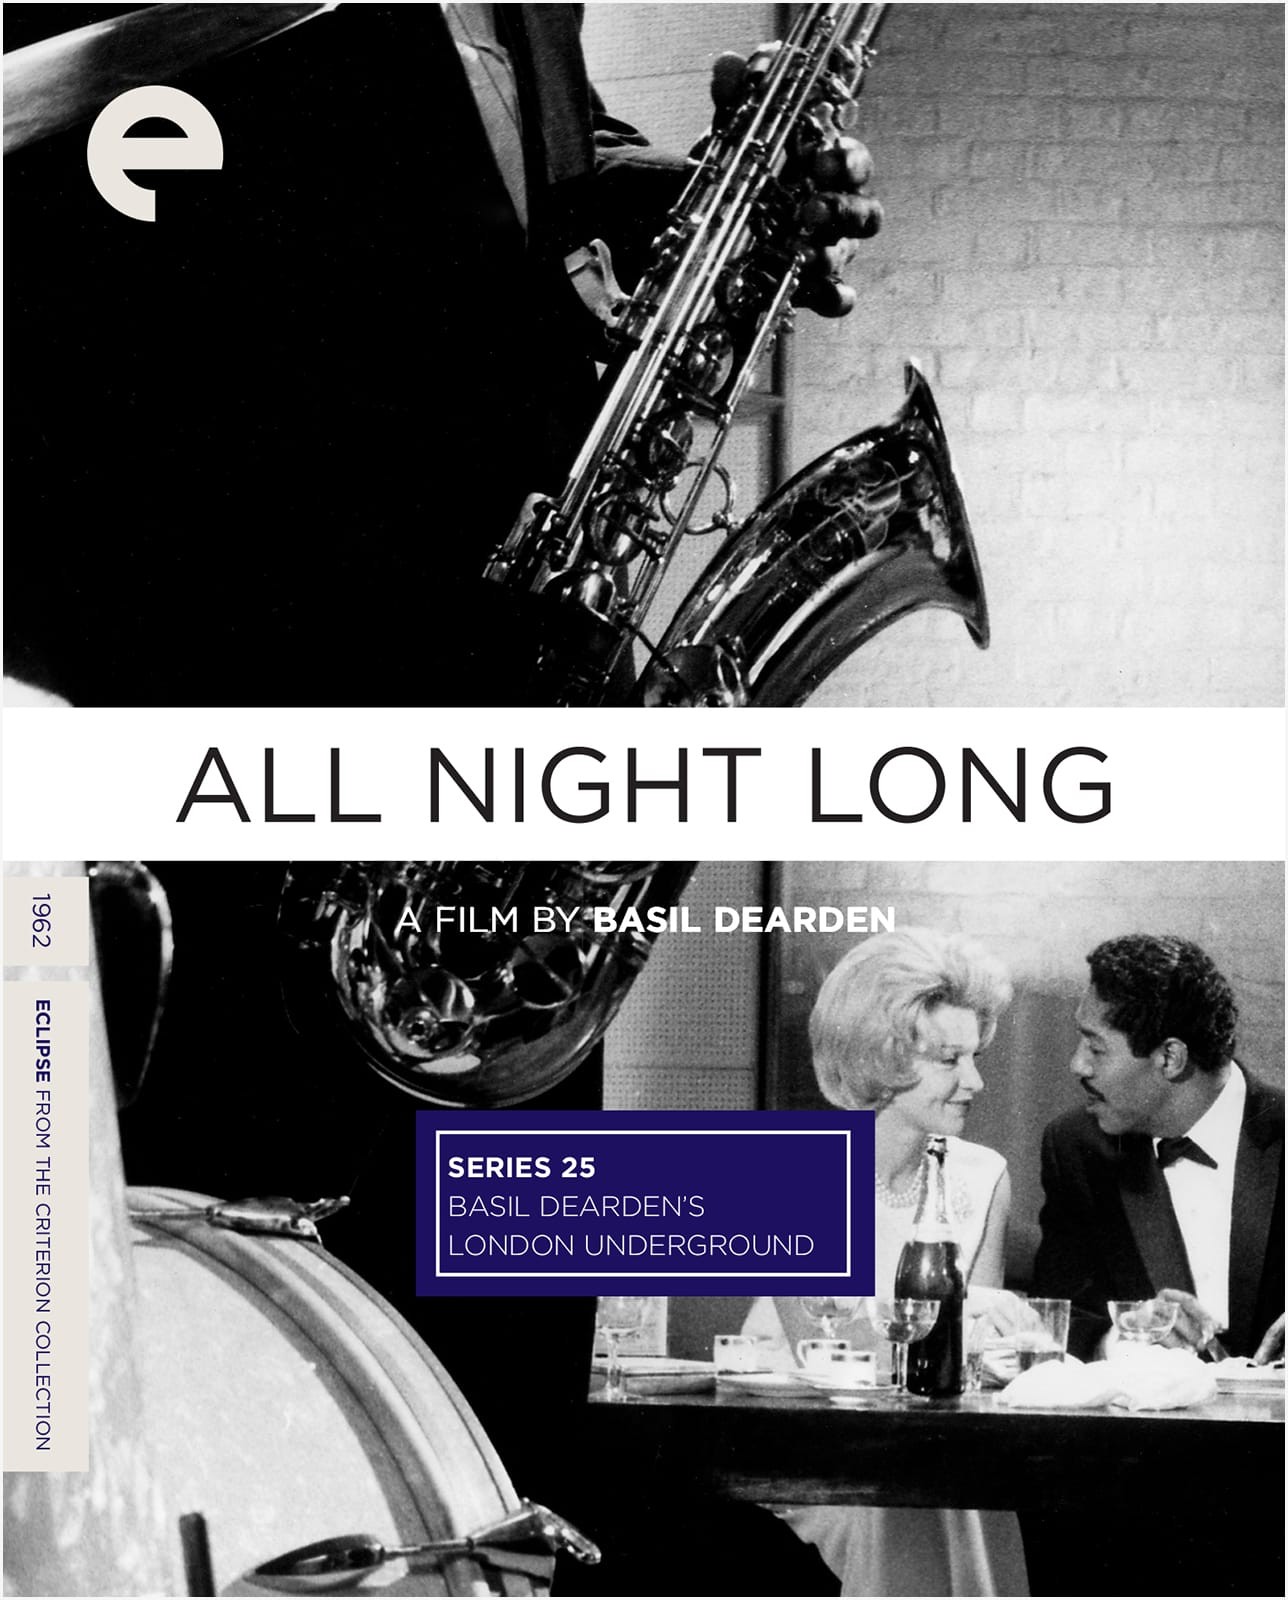 e
ALL NIGHT LONG
1962
A FILM BY BASIL DEARDEN
ECLIPSE FROM THE CRITERION COLLECTION
SERIES 25
BASIL DEARDEN'S
LONDON UNDERGROUND